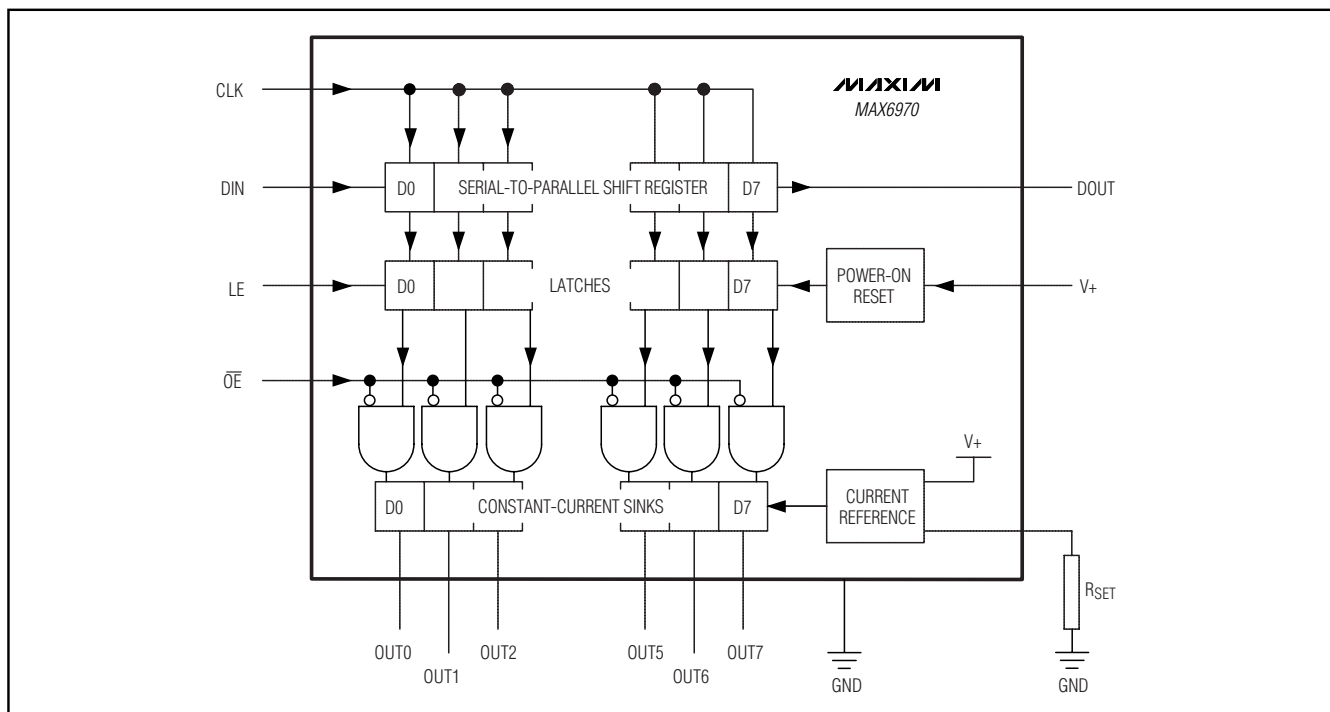 MAXIM
MAX6970
CLK
DIN
D0 SERIAL-TO-PARALLEL SHIFT REGISTER D7
DOUT
LE
D0 LATCHES D7
POWER-ON
RESET
V+
O̅E̅
V+
D0 CONSTANT-CURRENT SINKS D7
CURRENT
REFERENCE
RSET
OUT0
OUT1
OUT2
OUT5
OUT6
OUT7
GND
GND